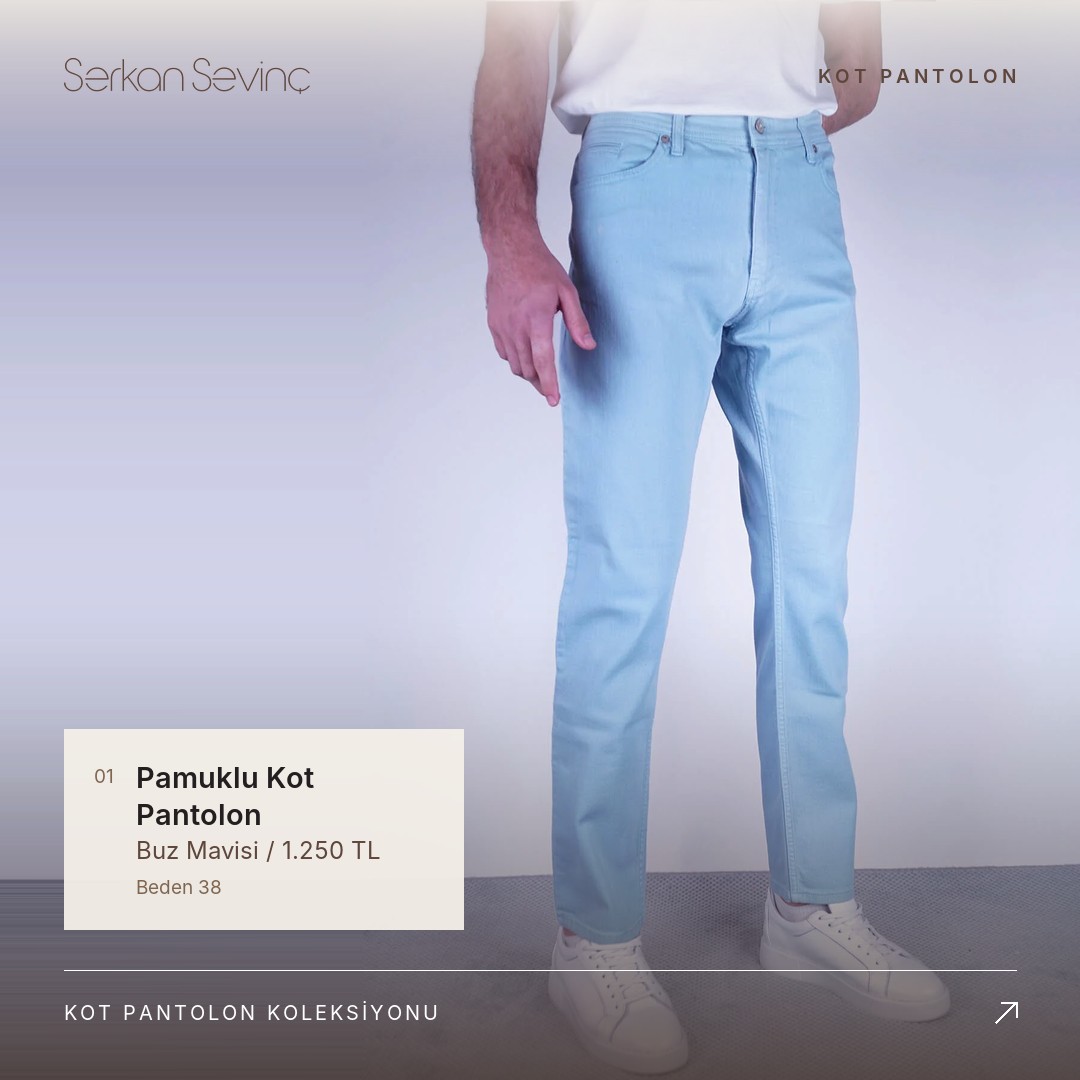 Serkan Sevinç
KOT PANTOLON
01
Pamuklu Kot
Pantolon
Buz Mavisi / 1.250 TL
Beden 38
KOT PANTOLON KOLEKSİYONU